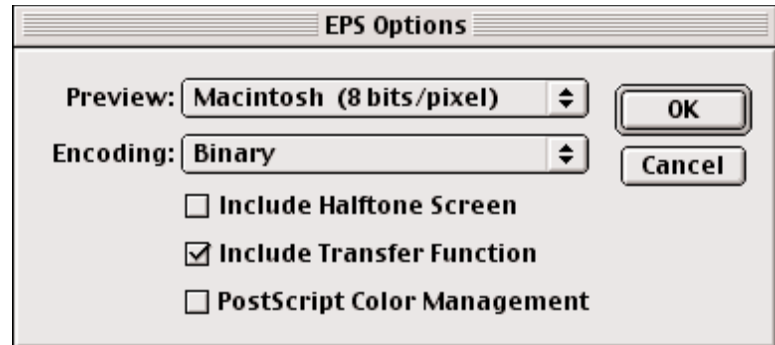 EPS Options
Preview: Macintosh (8 bits/pixel)
OK
Encoding: Binary
Cancel
Include Halftone Screen
Include Transfer Function
PostScript Color Management